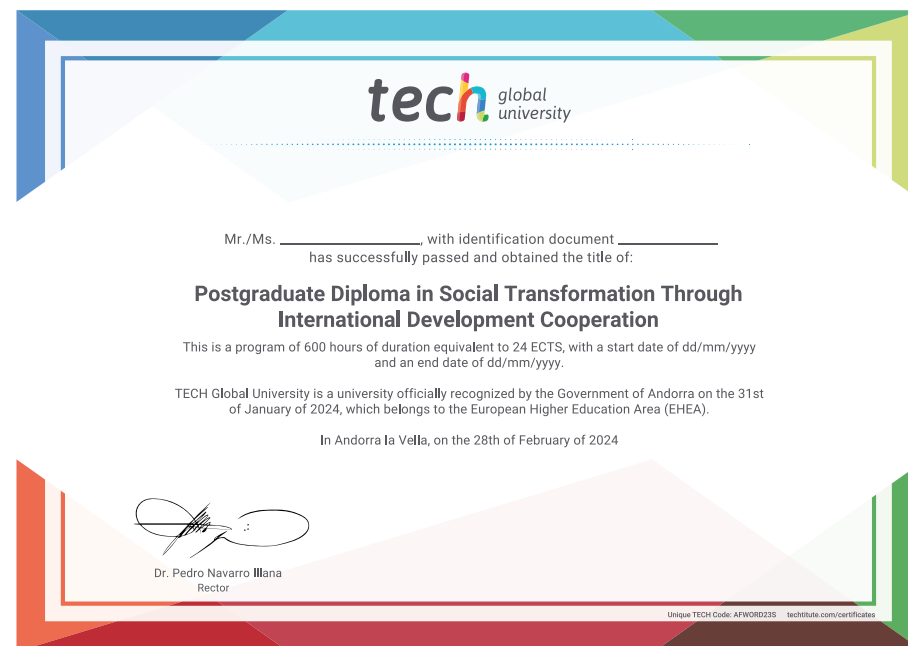 tech global university
Mr./Ms. ____________________, with identification document ______________
has successfully passed and obtained the title of:
Postgraduate Diploma in Social Transformation Through
International Development Cooperation
This is a program of 600 hours of duration equivalent to 24 ECTS, with a start date of dd/mm/yyyy
and an end date of dd/mm/yyyy.
TECH Global University is a university officially recognized by the Government of Andorra on the 31st
of January of 2024, which belongs to the European Higher Education Area (EHEA).
In Andorra la Vella, on the 28th of February of 2024
Dr. Pedro Navarro Illana
Rector
Unique TECH Code: AFWORD23S techtitute.com/certificates